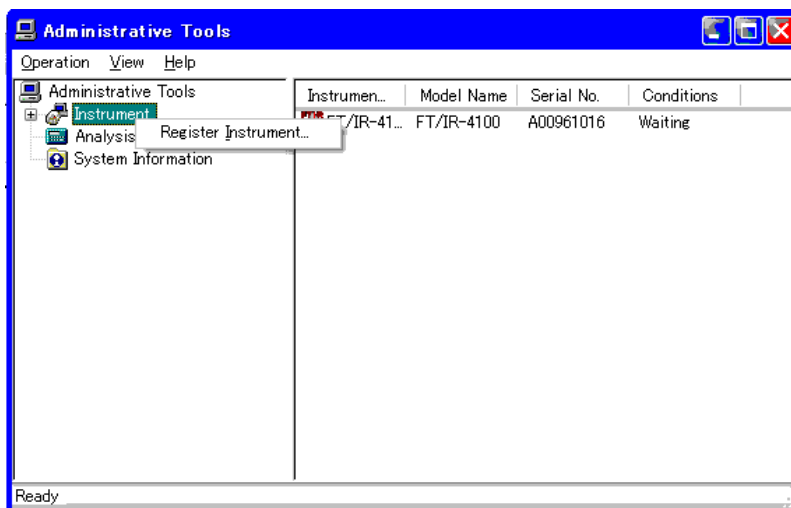 Administrative Tools
Operation View Help
Administrative Tools
Instrument
Register Instrument...
Analysis
System Information
Instrumen... Model Name Serial No. Conditions
FT/IR-41... FT/IR-4100 A00961016 Waiting
Ready